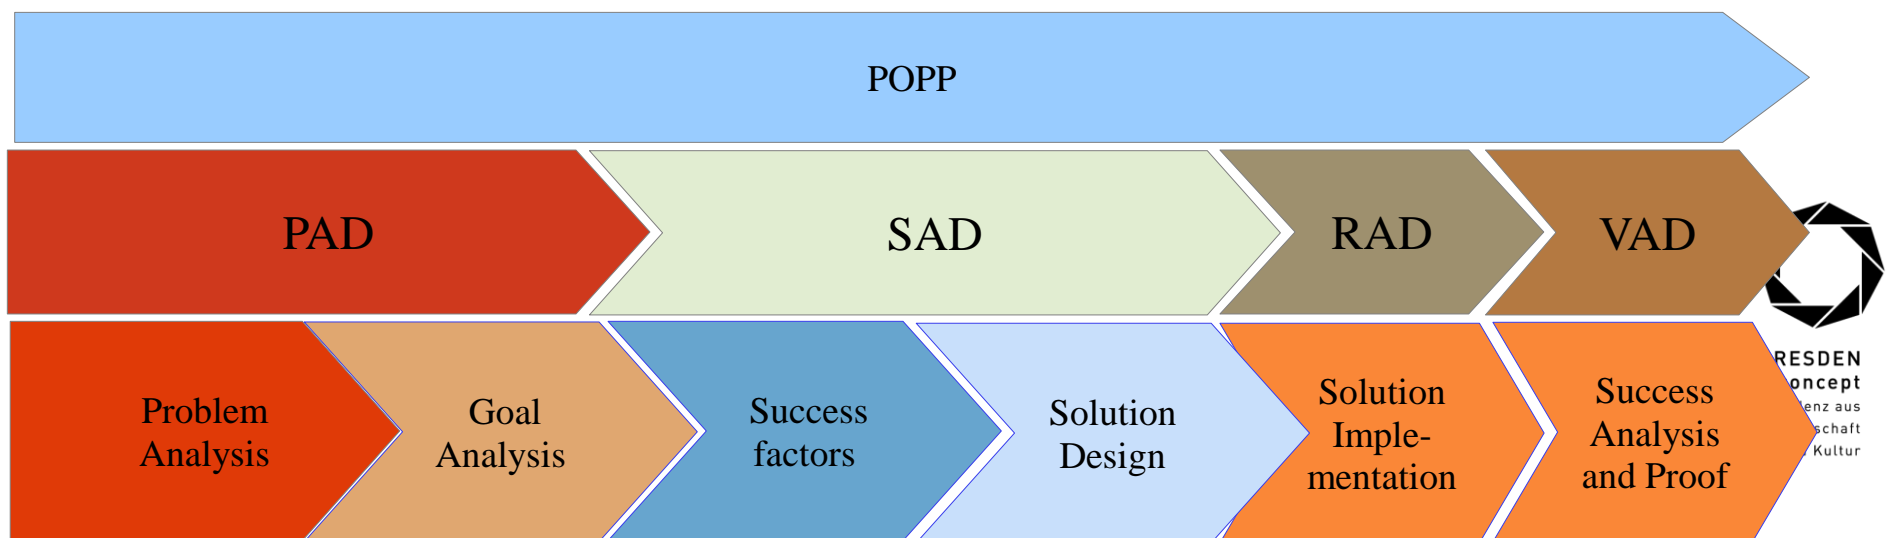 POPP
PAD
SAD
RAD
VAD
Problem
Analysis
Goal
Analysis
Success
factors
Solution
Design
Solution
Imple-
mentation
Success
Analysis
and Proof
RESDEN
oncept
enz aus
schaft
Kultur